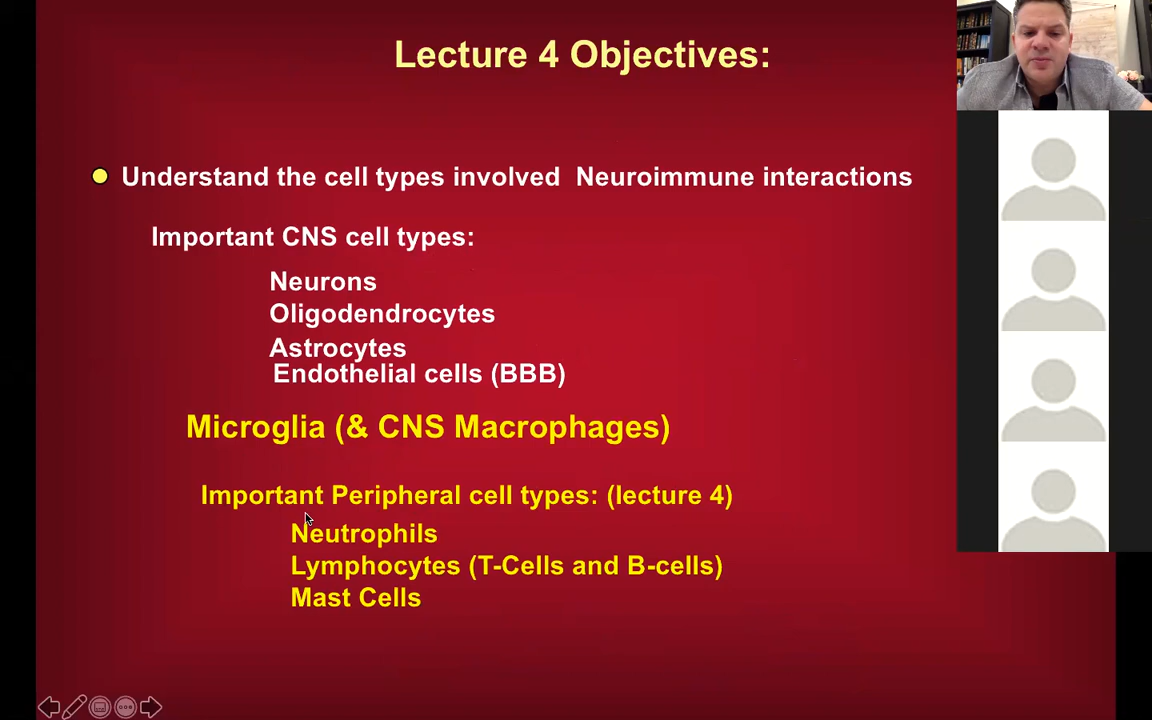 Lecture 4 Objectives:
Understand the cell types involved  Neuroimmune interactions
Important CNS cell types:
Neurons
Oligodendrocytes
Astrocytes
Endothelial cells (BBB)
Microglia (& CNS Macrophages)
Important Peripheral cell types: (lecture 4)
Neutrophils
Lymphocytes (T-Cells and B-cells)
Mast Cells